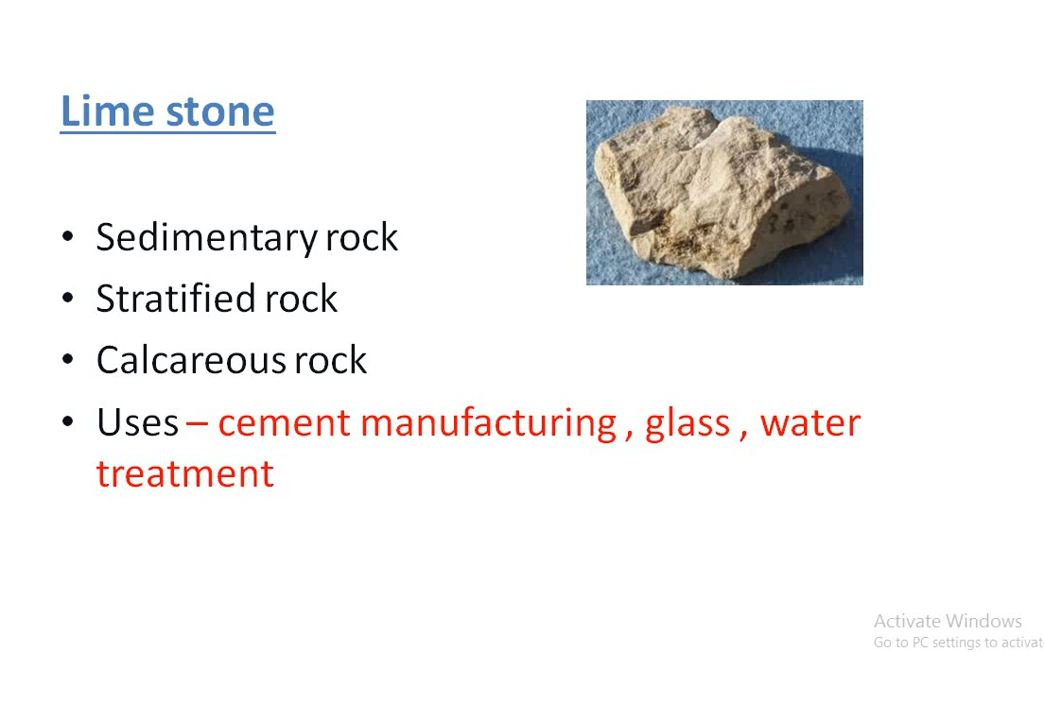 Lime stone
• Sedimentary rock
• Stratified rock
• Calcareous rock
• Uses – cement manufacturing , glass , water
treatment
Activate Windows
Go to PC settings to activat